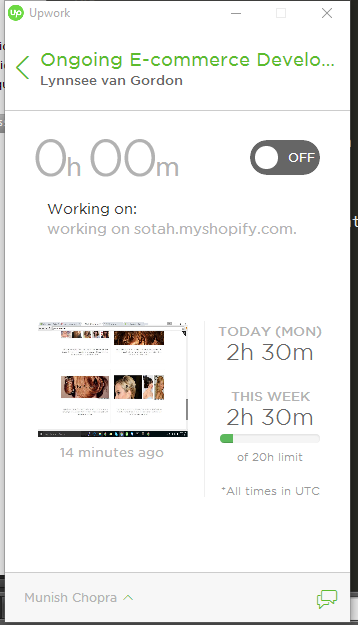 Up Upwork
Ongoing E-commerce Develo...
Lynnsee van Gordon
0h 00m
OFF
Working on:
working on sotah.myshopify.com.
TODAY (MON)
2h 30m
THIS WEEK
2h 30m
of 20h limit
14 minutes ago
*All times in UTC
Munish Chopra